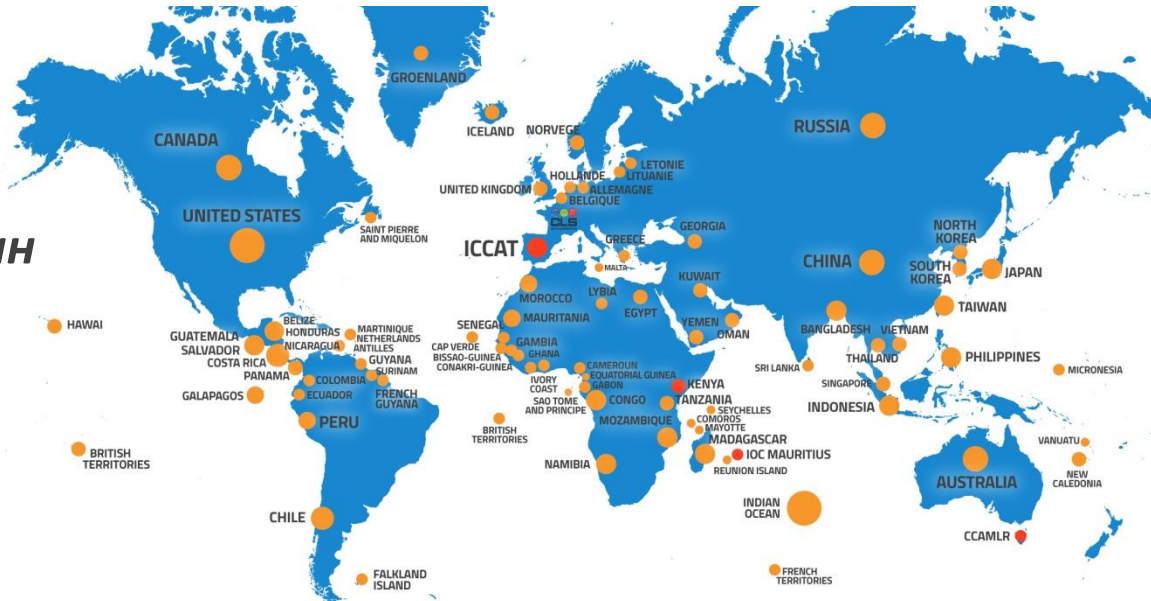 GROENLAND
ICELAND
NORVEGE
RUSSIA
CANADA
LETONIE
LITUANIE
HOLLANDE
UNITED KINGDOM
ALLEMAGNE
BELGIQUE
CLS
UNITED STATES
SAINT PIERRE
AND MIQUELON
IH
ICCAT
GREECE
MALTA
GEORGIA
NORTH
KOREA
CHINA
SOUTH
KOREA
JAPAN
KUWAIT
MOROCCO
LYBIA
EGYPT
TAIWAN
HAWAI
BELIZE
GUATEMALA
HONDURAS
SALVADOR
NICARAGUA
COSTA RICA
PANAMA
MARTINIQUE
NETHERLANDS
ANTILLES
GUYANA
SURINAM
FRENCH
GUYANA
COLOMBIA
ECUADOR
GALAPAGOS
PERU
MAURITANIA
SENEGAL
CAP VERDE
GAMBIA
BISSAO-GUINEA
CONAKRI-GUINEA
GHANA
IVORY
COAST
CAMEROUN
EQUATORIAL GUINEA
GABON
SAO TOME
AND PRINCIPE
CONGO
YEMEN
OMAN
BANGLADESH
VIETNAM
THAILAND
SRI LANKA
PHILIPPINES
MICRONESIA
SINGAPORE
INDONESIA
KENYA
TANZANIA
SEYCHELLES
COMOROS
MAYOTTE
MOZAMBIQUE
MADAGASCAR
IOC MAURITIUS
REUNION ISLAND
BRITISH
TERRITORIES
BRITISH
TERRITORIES
NAMIBIA
VANUATU
NEW
CALEDONIA
AUSTRALIA
INDIAN
OCEAN
CHILE
CCAMLR
FALKLAND
ISLAND
FRENCH
TERRITORIES